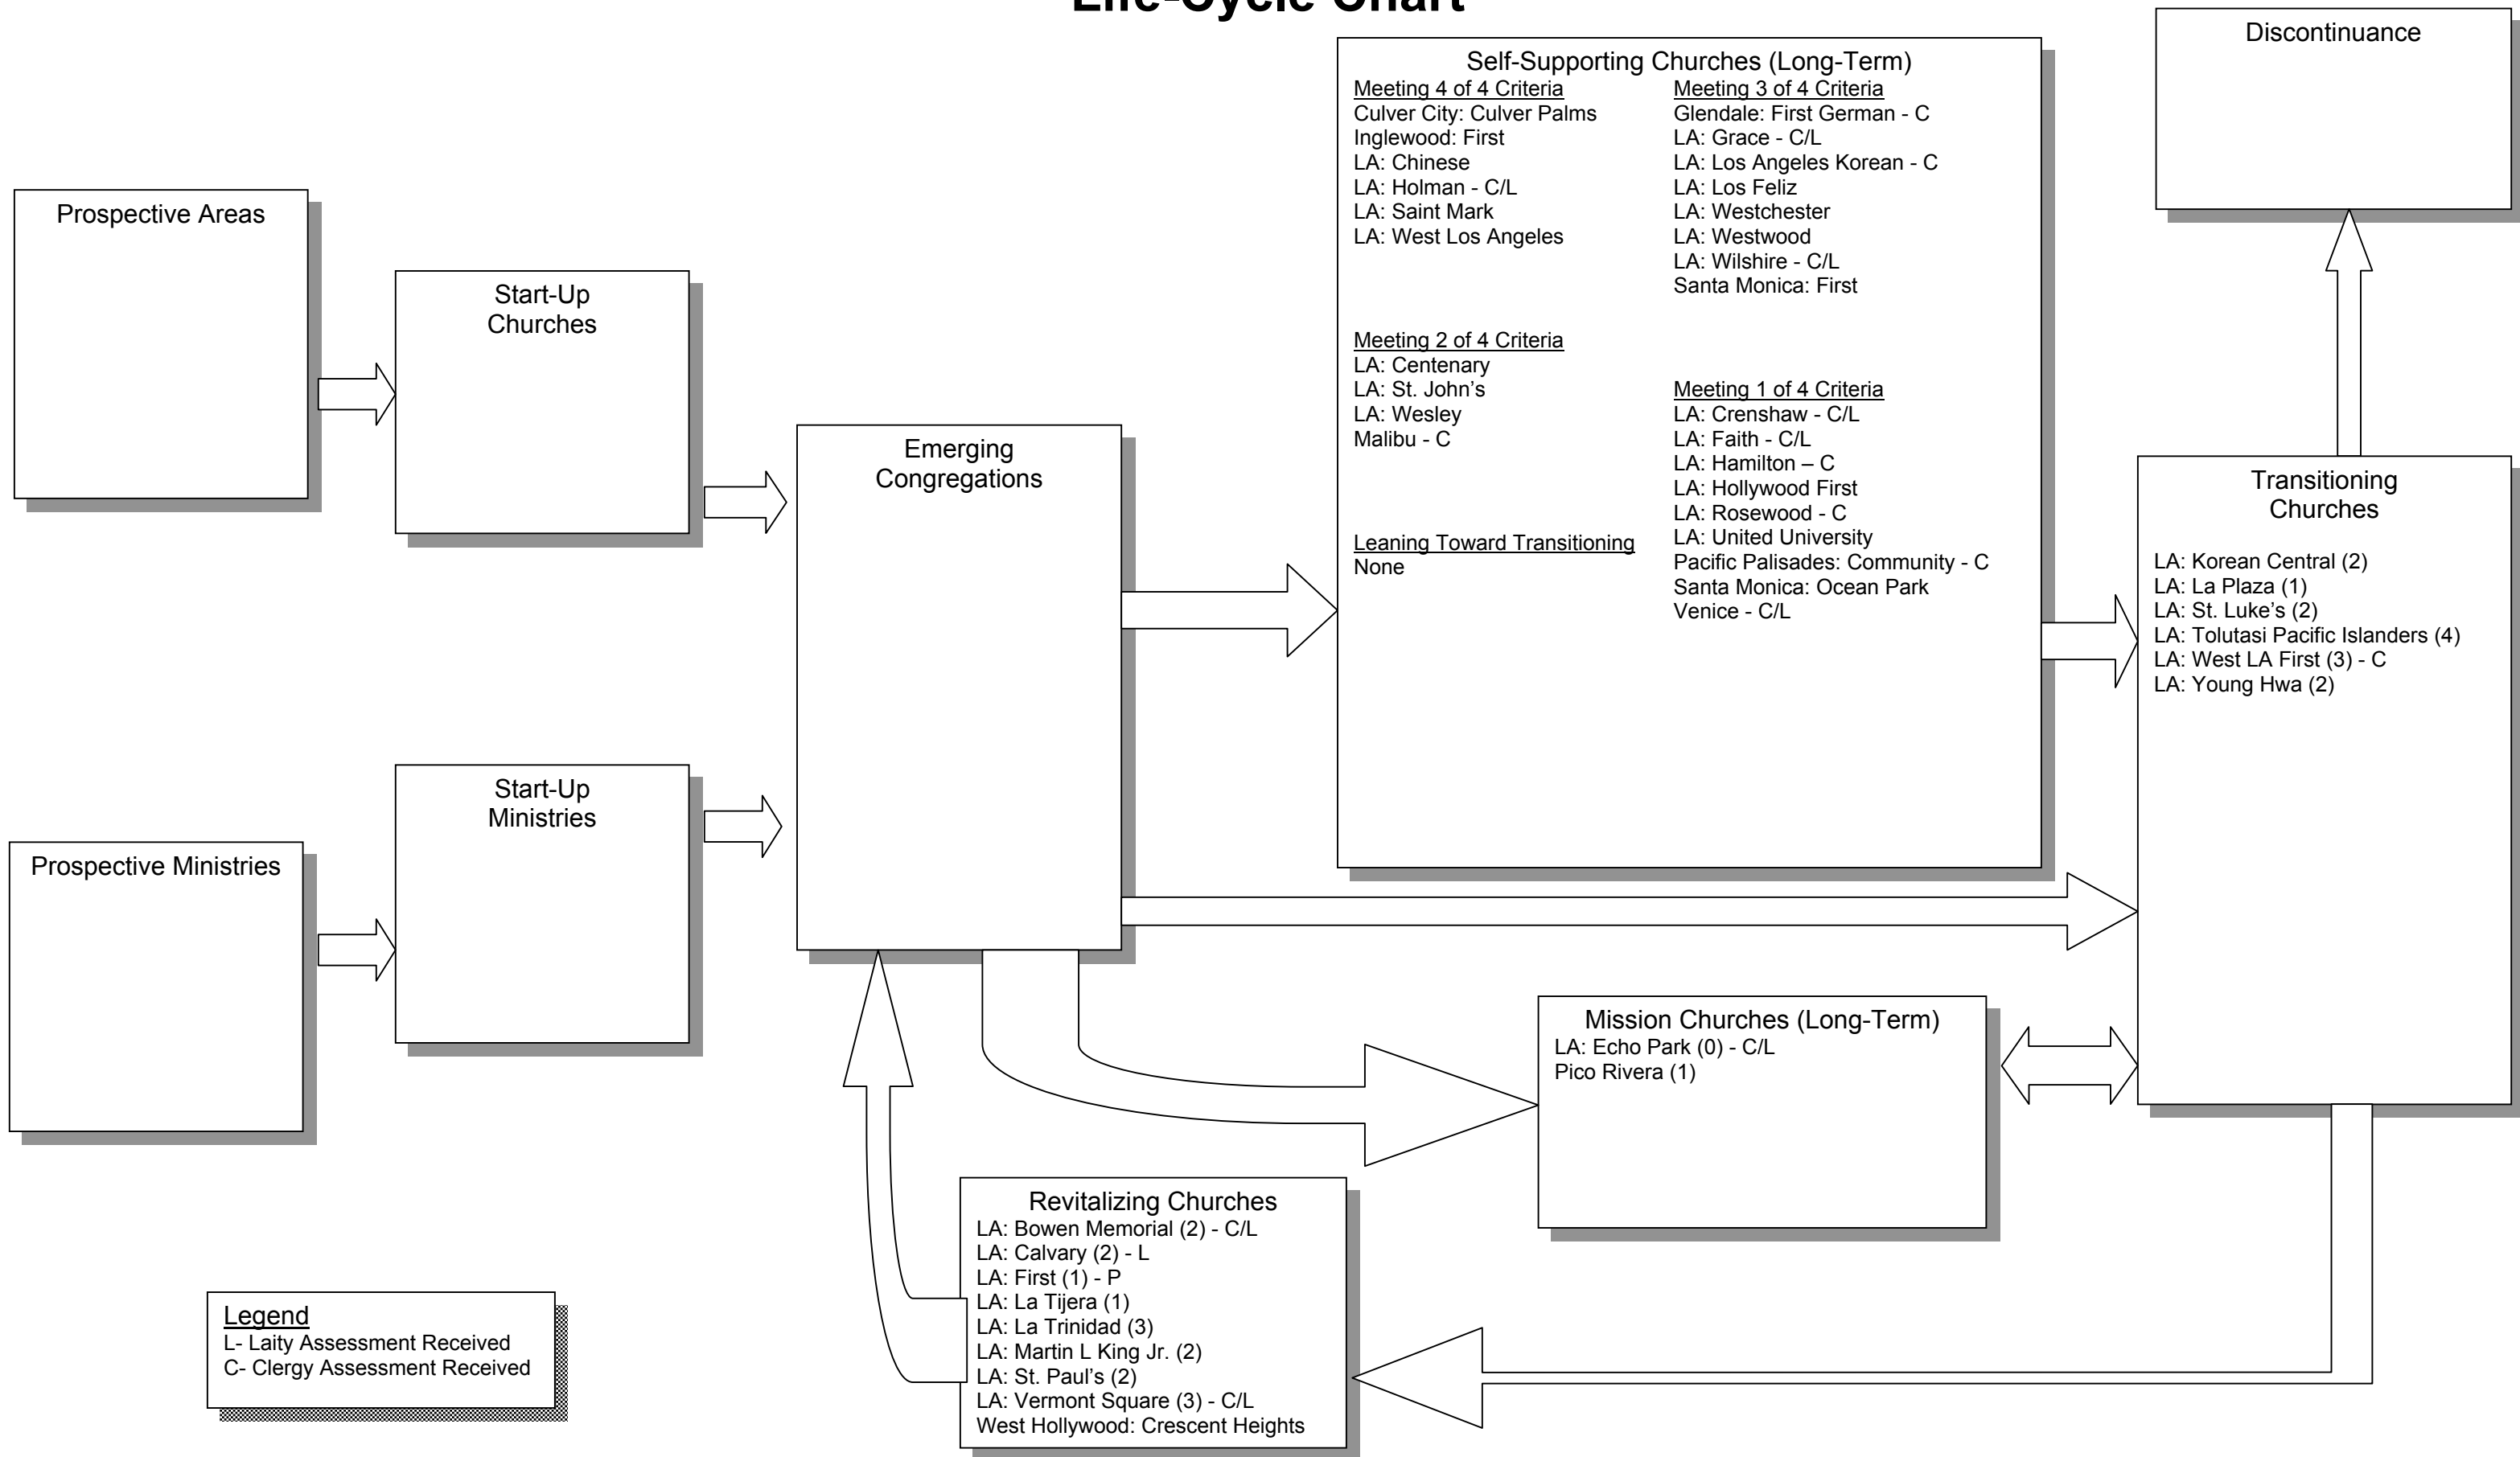 Life-Cycle Chart
Discontinuance
Self-Supporting Churches (Long-Term)
Meeting 4 of 4 Criteria
Culver City: Culver Palms
Inglewood: First
LA: Chinese
LA: Holman - C/L
LA: Saint Mark
LA: West Los Angeles
Meeting 3 of 4 Criteria
Glendale: First German - C
LA: Grace - C/L
LA: Los Angeles Korean - C
LA: Los Feliz
LA: Westchester
LA: Westwood
LA: Wilshire - C/L
Santa Monica: First
Meeting 2 of 4 Criteria
LA: Centenary
LA: St. John’s
LA: Wesley
Malibu - C
Meeting 1 of 4 Criteria
LA: Crenshaw - C/L
LA: Faith - C/L
LA: Hamilton – C
LA: Hollywood First
LA: Rosewood - C
LA: United University
Pacific Palisades: Community - C
Santa Monica: Ocean Park
Venice - C/L
Leaning Toward Transitioning
None
Prospective Areas
Start-Up
Churches
Emerging
Congregations
Transitioning
Churches
LA: Korean Central (2)
LA: La Plaza (1)
LA: St. Luke’s (2)
LA: Tolutasi Pacific Islanders (4)
LA: West LA First (3) - C
LA: Young Hwa (2)
Start-Up
Ministries
Prospective Ministries
Mission Churches (Long-Term)
LA: Echo Park (0) - C/L
Pico Rivera (1)
Revitalizing Churches
LA: Bowen Memorial (2) - C/L
LA: Calvary (2) - L
LA: First (1) - P
LA: La Tijera (1)
LA: La Trinidad (3)
LA: Martin L King Jr. (2)
LA: St. Paul’s (2)
LA: Vermont Square (3) - C/L
West Hollywood: Crescent Heights
Legend
L- Laity Assessment Received
C- Clergy Assessment Received